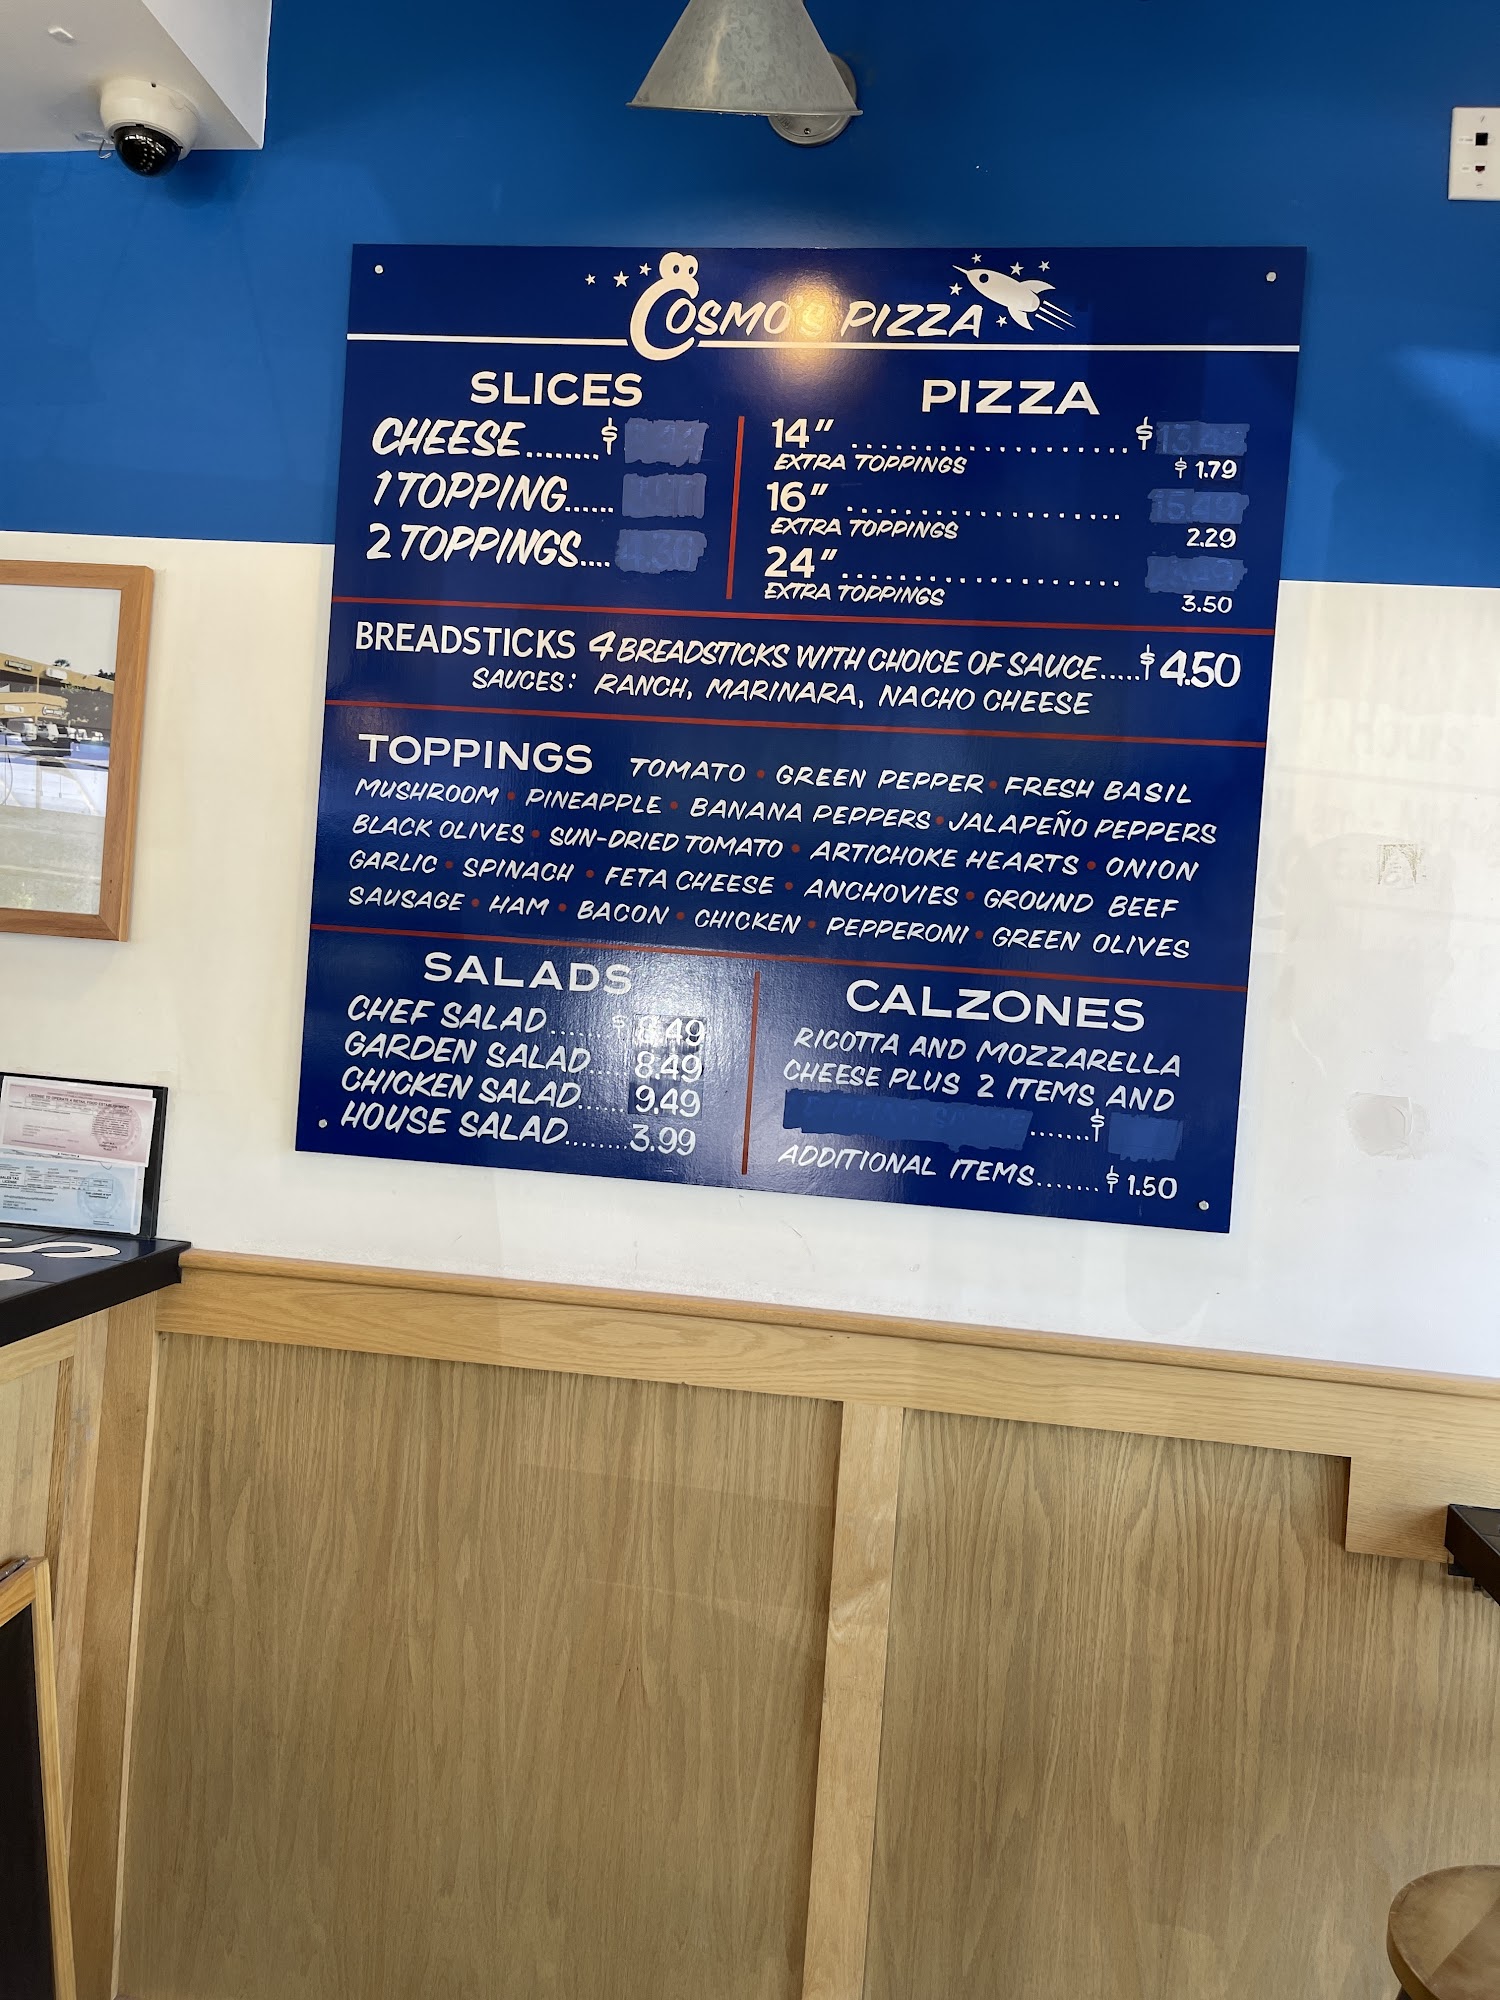 COSMO'S PIZZA
SLICES
CHEESE........$
1 TOPPING......
2 TOPPINGS....
PIZZA
14" ..................... $
EXTRA TOPPINGS $ 1.79
16" .....................
EXTRA TOPPINGS 2.29
24" .....................
EXTRA TOPPINGS 3.50
BREADSTICKS 4 BREADSTICKS WITH CHOICE OF SAUCE.....$ 4.50
SAUCES: RANCH, MARINARA, NACHO CHEESE
TOPPINGS TOMATO • GREEN PEPPER • FRESH BASIL
MUSHROOM • PINEAPPLE • BANANA PEPPERS • JALAPEÑO PEPPERS
BLACK OLIVES • SUN-DRIED TOMATO • ARTICHOKE HEARTS • ONION
GARLIC • SPINACH • FETA CHEESE • ANCHOVIES • GROUND BEEF
SAUSAGE • HAM • BACON • CHICKEN • PEPPERONI • GREEN OLIVES
SALADS
CHEF SALAD....... $ 8.49
GARDEN SALAD.... 8.49
CHICKEN SALAD..... 9.49
HOUSE SALAD....... 3.99
CALZONES
RICOTTA AND MOZZARELLA
CHEESE PLUS 2 ITEMS AND
.......$
ADDITIONAL ITEMS.......$ 1.50